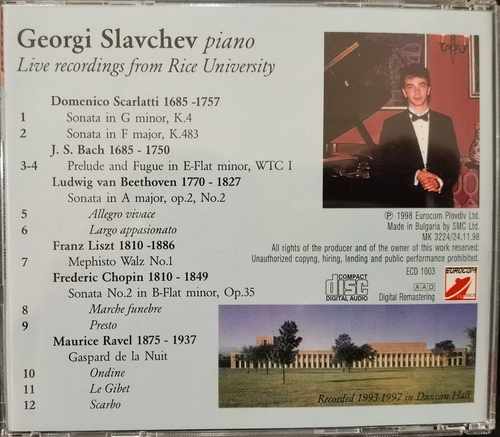 Georgi Slavchev piano
Live recordings from Rice University
Domenico Scarlatti 1685 -1757
1 Sonata in G minor, K.4
2 Sonata in F major, K.483
J. S. Bach 1685 - 1750
3-4 Prelude and Fugue in E-Flat minor, WTC I
Ludwig van Beethoven 1770 - 1827
Sonata in A major, op.2, No.2
5 Allegro vivace
6 Largo appasionato
Franz Liszt 1810 -1886
7 Mephisto Walz No.1
Frederic Chopin 1810 - 1849
Sonata No.2 in B-Flat minor, Op.35
8 Marche funebre
9 Presto
Maurice Ravel 1875 - 1937
Gaspard de la Nuit
10 Ondine
11 Le Gibet
12 Scarbo
℗ 1998 Eurocom Plovdiv Ltd.
Made in Bulgaria by SMC Ltd.
MK 3224/24.11.98
All rights of the producer and of the owner of this work reserved.
Unauthorized copyng, hiring, lending and public performance prohibited.
ECD 1003
COMPACT
disc
DIGITAL AUDIO
AAD
Digital Remastering
EUROCOM
Recorded 1993-1997 in Duncan Hall